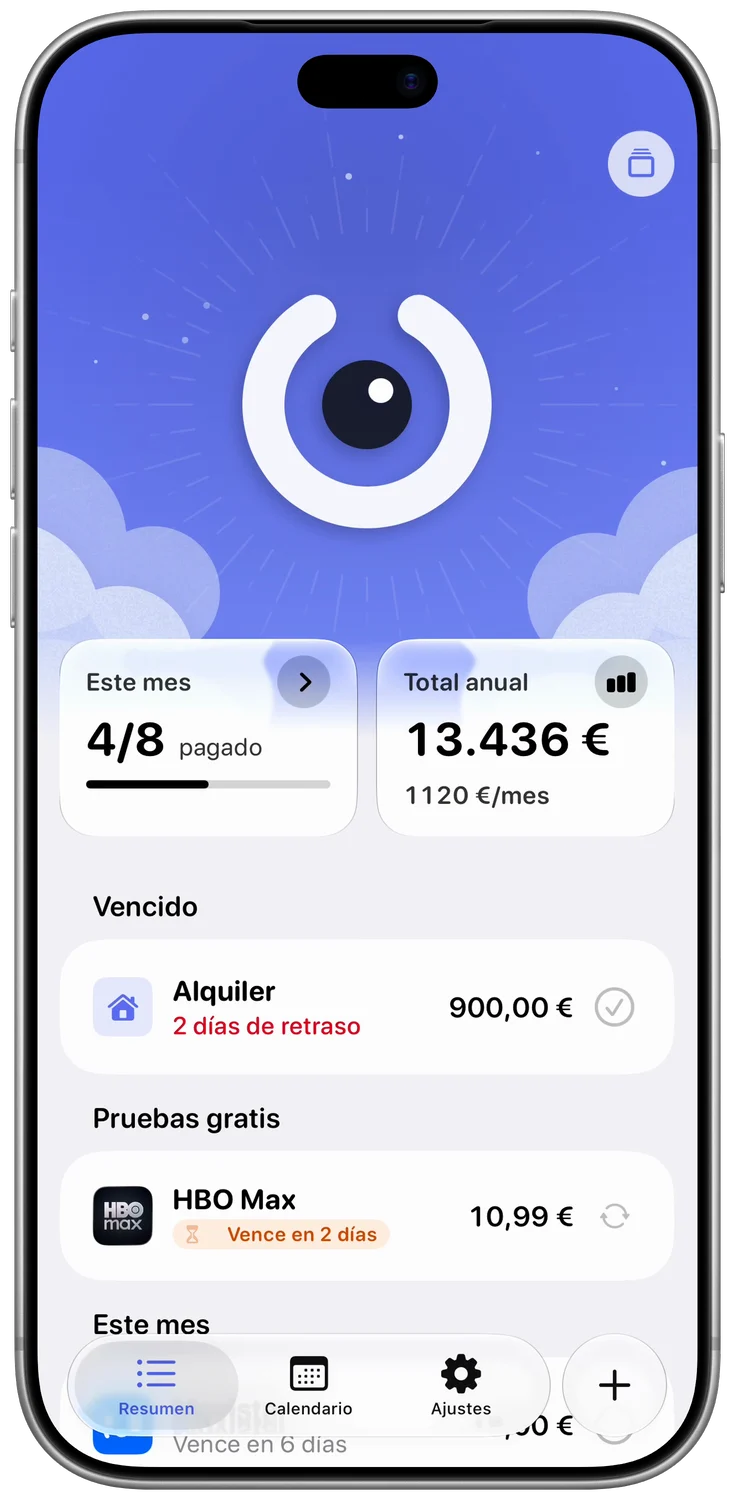 Este mes
4/8 pagado
Total anual
13.436 €
1120 €/mes
Vencido
Alquiler
2 días de retraso
900,00 €
Pruebas gratis
HBO
max
HBO Max
Vence en 2 días
10,99 €
Este mes
Resumen
Calendario
Ajustes
Vence en 6 días